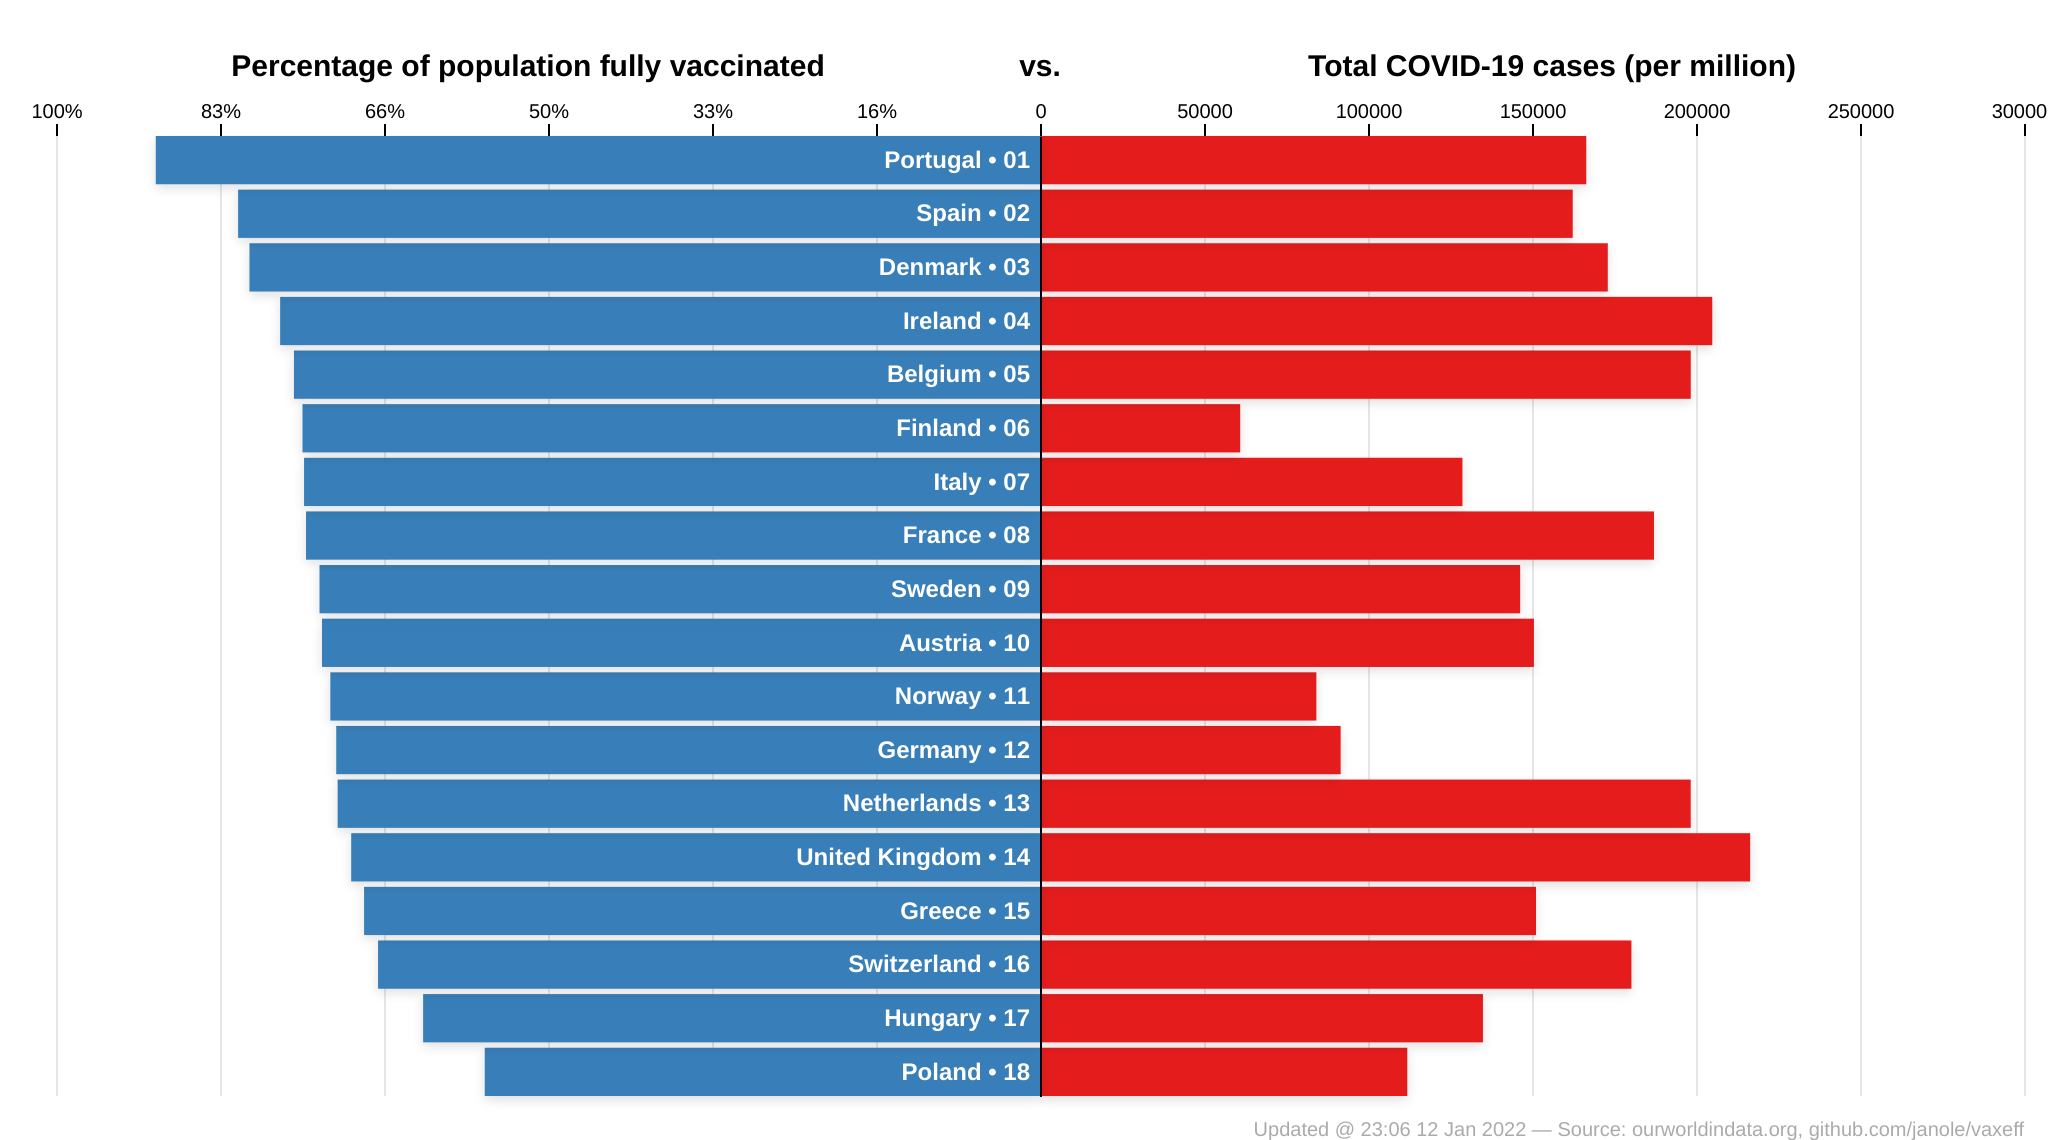 Percentage of population fully vaccinated vs. Total COVID-19 cases (per million)
100% 83% 66% 50% 33% 16% 0 50000 100000 150000 200000 250000 30000
Portugal • 01
Spain • 02
Denmark • 03
Ireland • 04
Belgium • 05
Finland • 06
Italy • 07
France • 08
Sweden • 09
Austria • 10
Norway • 11
Germany • 12
Netherlands • 13
United Kingdom • 14
Greece • 15
Switzerland • 16
Hungary • 17
Poland • 18
Updated @ 23:06 12 Jan 2022 — Source: ourworldindata.org, github.com/janole/vaxeff